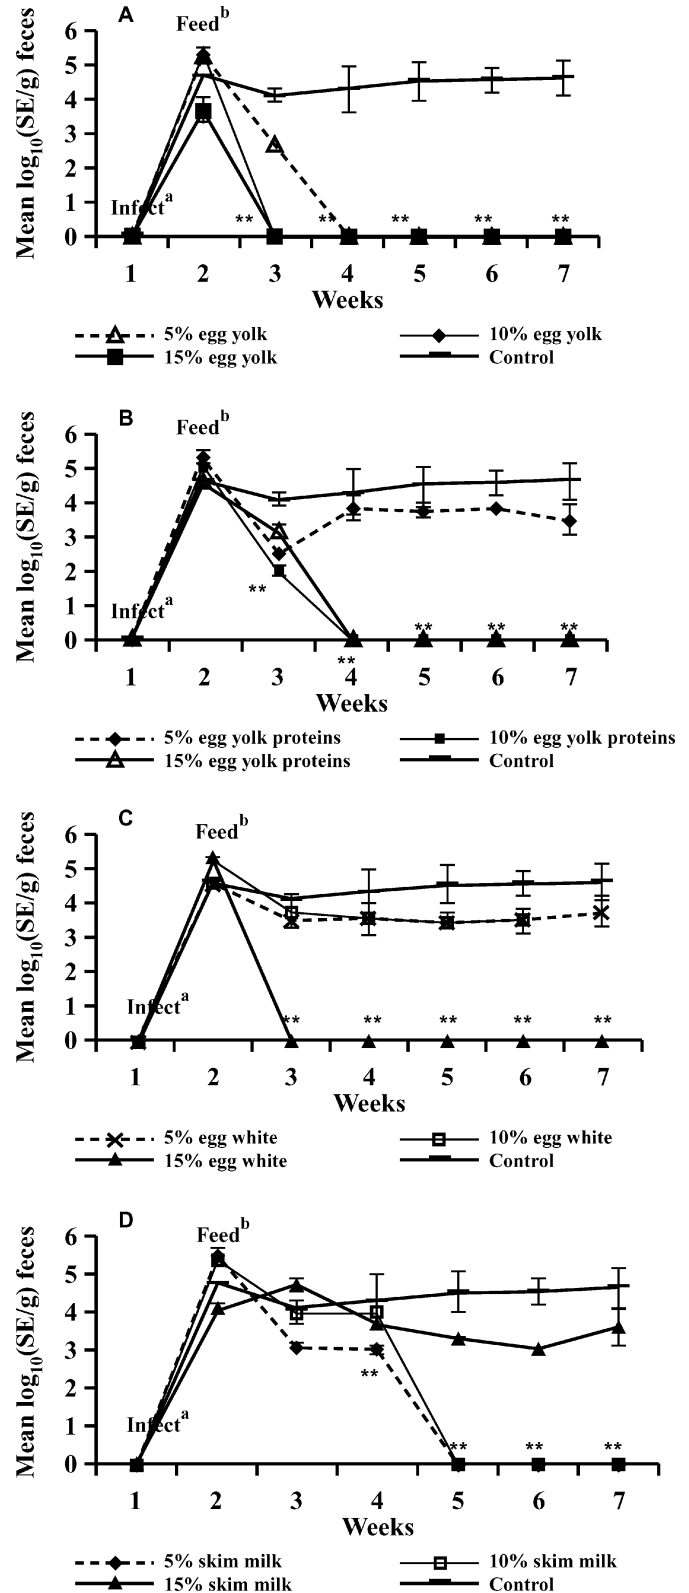 A
Feed^b
Mean log₁₀(SE/g) feces
6
5
4
3
2
1
0
Infect^a
** ** ** ** **
1 2 3 4 5 6 7
Weeks
5% egg yolk 10% egg yolk
15% egg yolk Control
B
Feed^b
Mean log₁₀(SE/g) feces
6
5
4
3
2
1
0
Infect^a
**
** ** **
**
1 2 3 4 5 6 7
Weeks
5% egg yolk proteins 10% egg yolk proteins
15% egg yolk proteins Control
C
Feed^b
Mean log₁₀(SE/g) feces
6
5
4
3
2
1
0
Infect^a
** ** ** ** **
1 2 3 4 5 6 7
Weeks
5% egg white 10% egg white
15% egg white Control
D
Feed^b
Mean log₁₀(SE/g) feces
6
5
4
3
2
1
0
Infect^a
**
** ** **
1 2 3 4 5 6 7
Weeks
5% skim milk 10% skim milk
15% skim milk Control